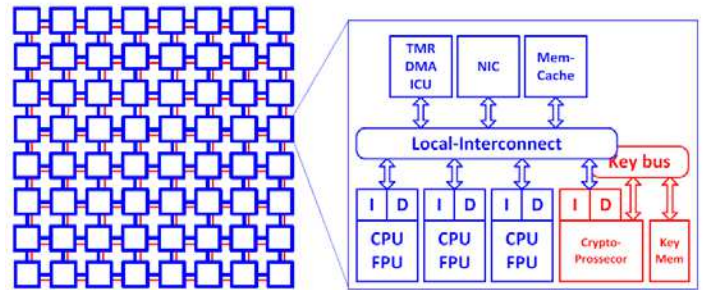 TMR
DMA
ICU
NIC
Mem-
Cache
Local-Interconnect
Key bus
I D
I D
I D
I D
CPU
FPU
CPU
FPU
CPU
FPU
Crypto-
Prossecor
Key
Mem